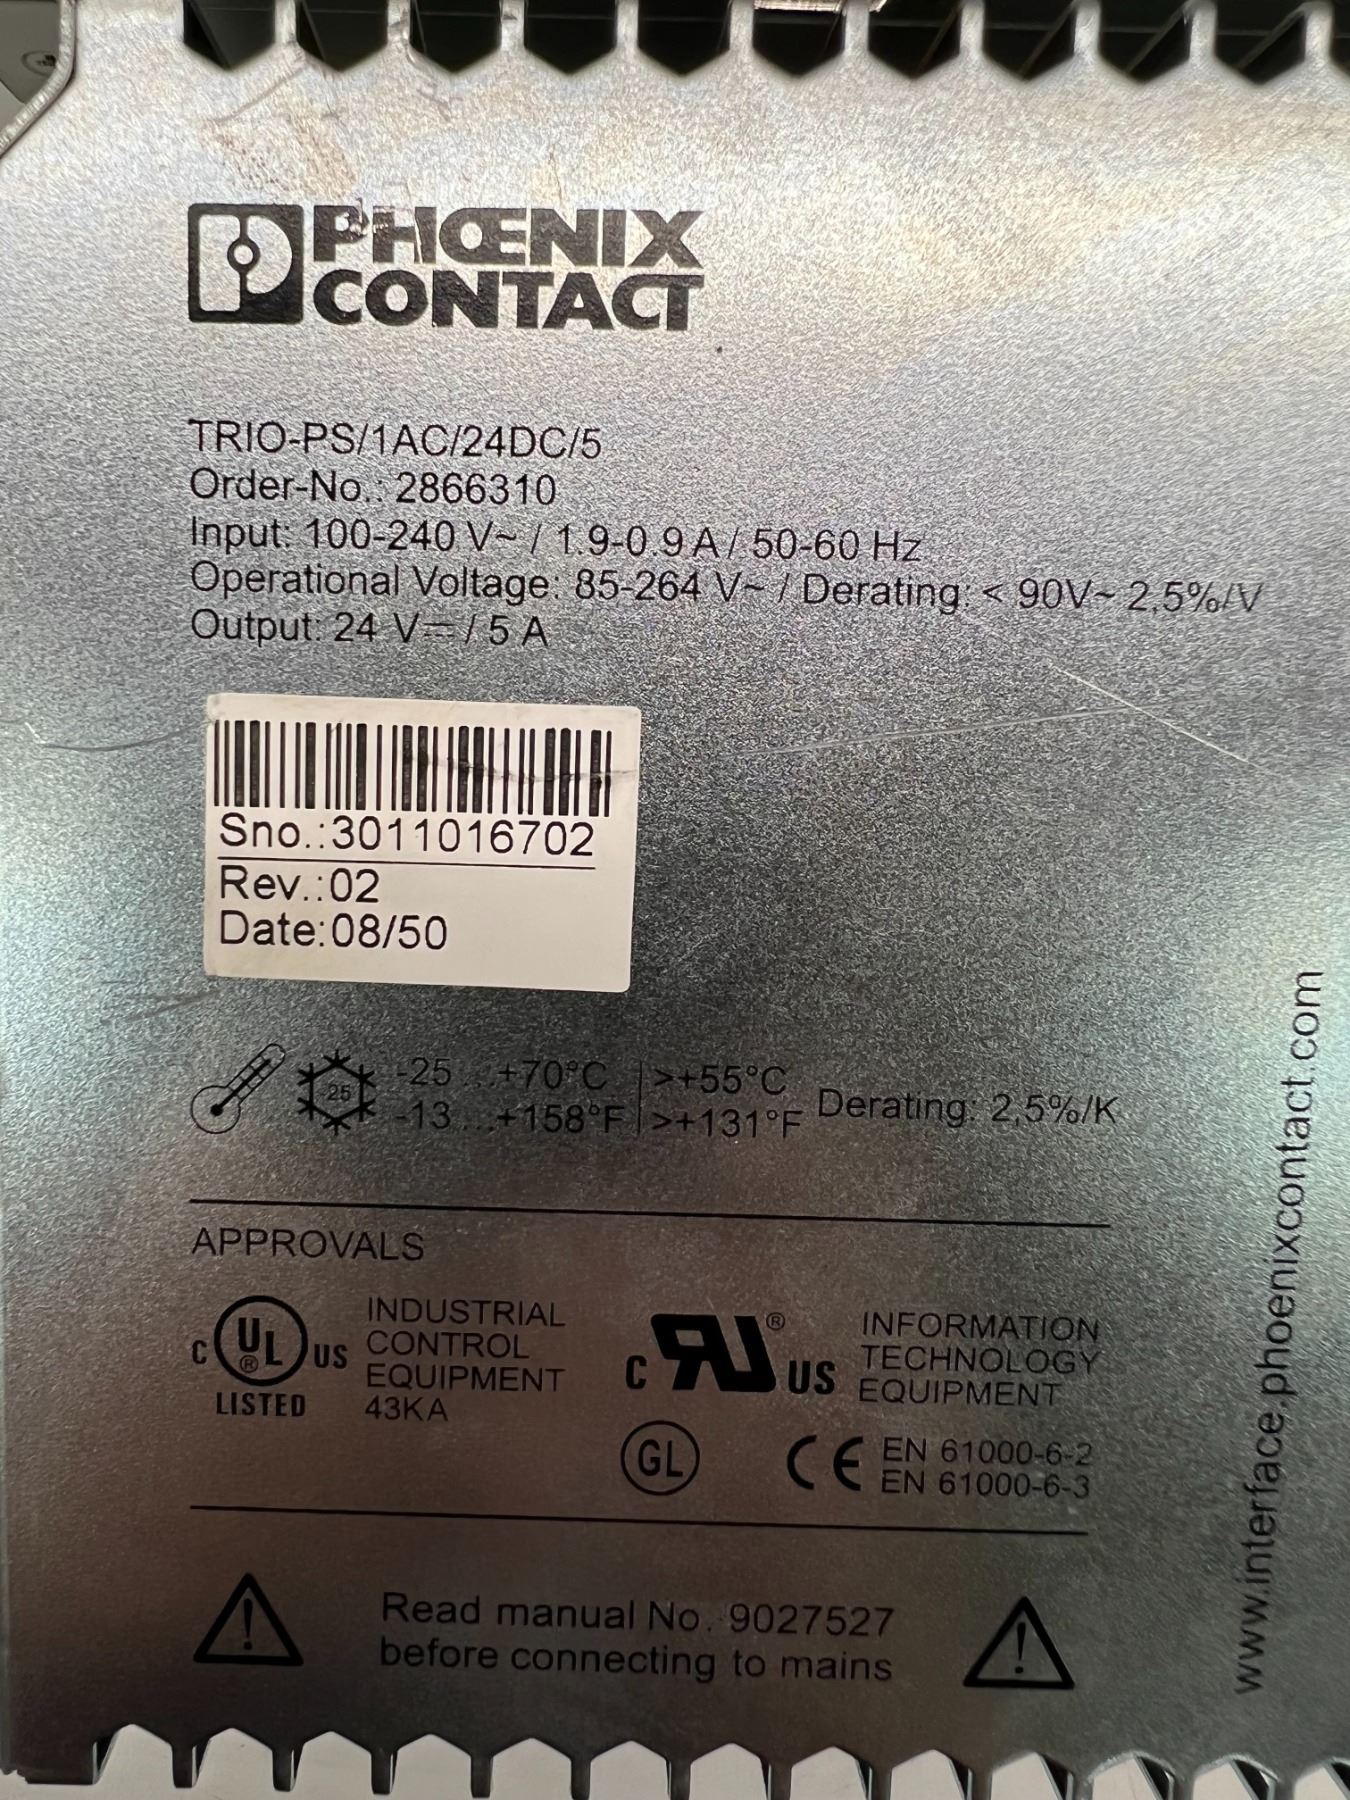 PHŒNIX
CONTACT
TRIO-PS/1AC/24DC/5
Order-No.: 2866310
Input: 100-240 V~ / 1.9-0.9 A / 50-60 Hz
Operational Voltage: 85-264 V~ / Derating: < 90V~ 2,5%/V
Output: 24 V⎓ / 5 A
Sno.:3011016702
Rev.:02
Date:08/50
25
-25 ...+70°C >+55°C
-13 ...+158°F >+131°F
Derating: 2,5%/K
APPROVALS
C UL ® US
LISTED
INDUSTRIAL
CONTROL
EQUIPMENT
43KA
C RU ® US
INFORMATION
TECHNOLOGY
EQUIPMENT
GL
CE
EN 61000-6-2
EN 61000-6-3
Read manual No. 9027527
before connecting to mains
www.interface.phoenixcontact.com